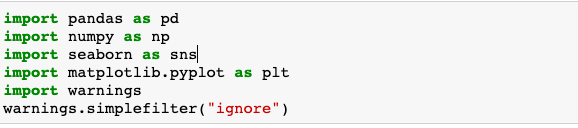 import pandas as pd
import numpy as np
import seaborn as sns
import matplotlib.pyplot as plt
import warnings
warnings.simplefilter("ignore")